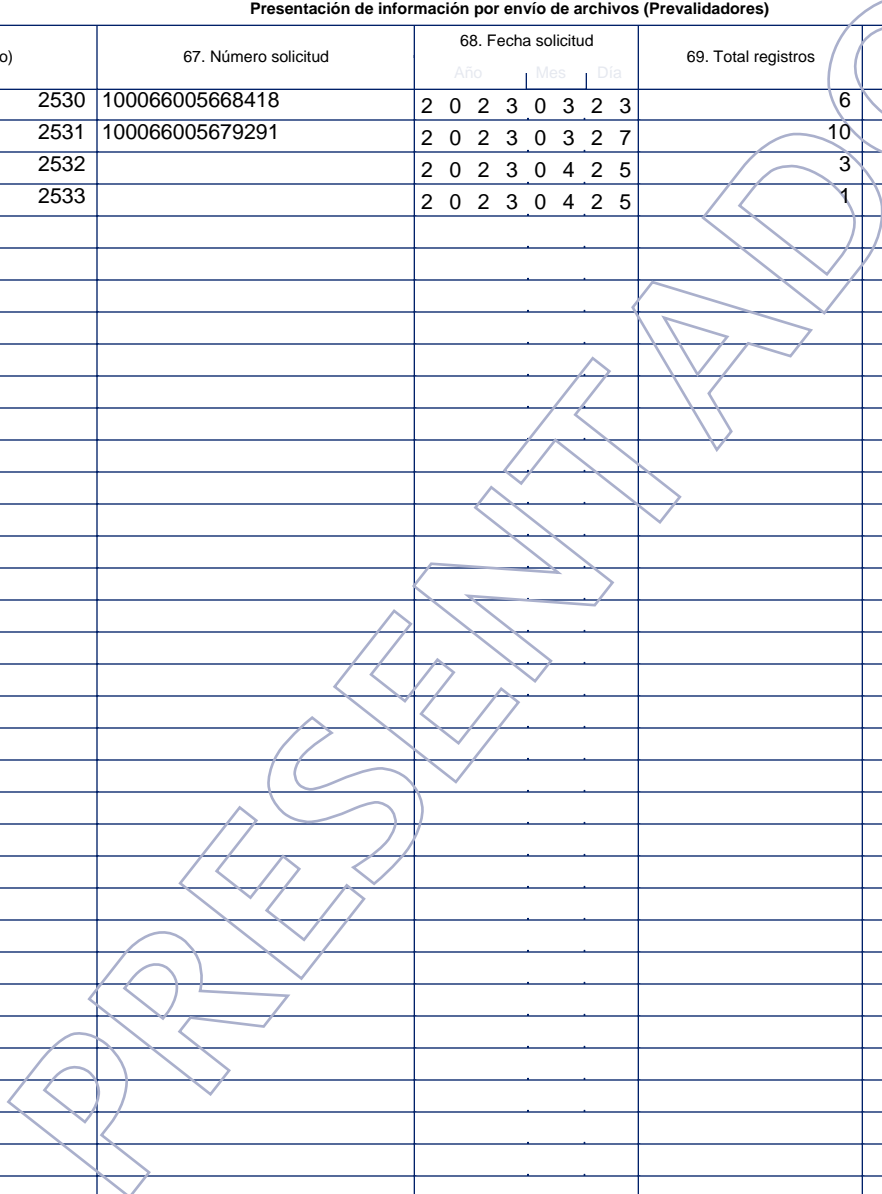 Presentación de información por envío de archivos (Prevalidadores)
o) 67. Número solicitud 68. Fecha solicitud 69. Total registros
Año Mes Día
2530 100066005668418 2 0 2 3 0 3 2 3 6
2531 100066005679291 2 0 2 3 0 3 2 7 10
2532 2 0 2 3 0 4 2 5 3
2533 2 0 2 3 0 4 2 5 1
PRESENTADO